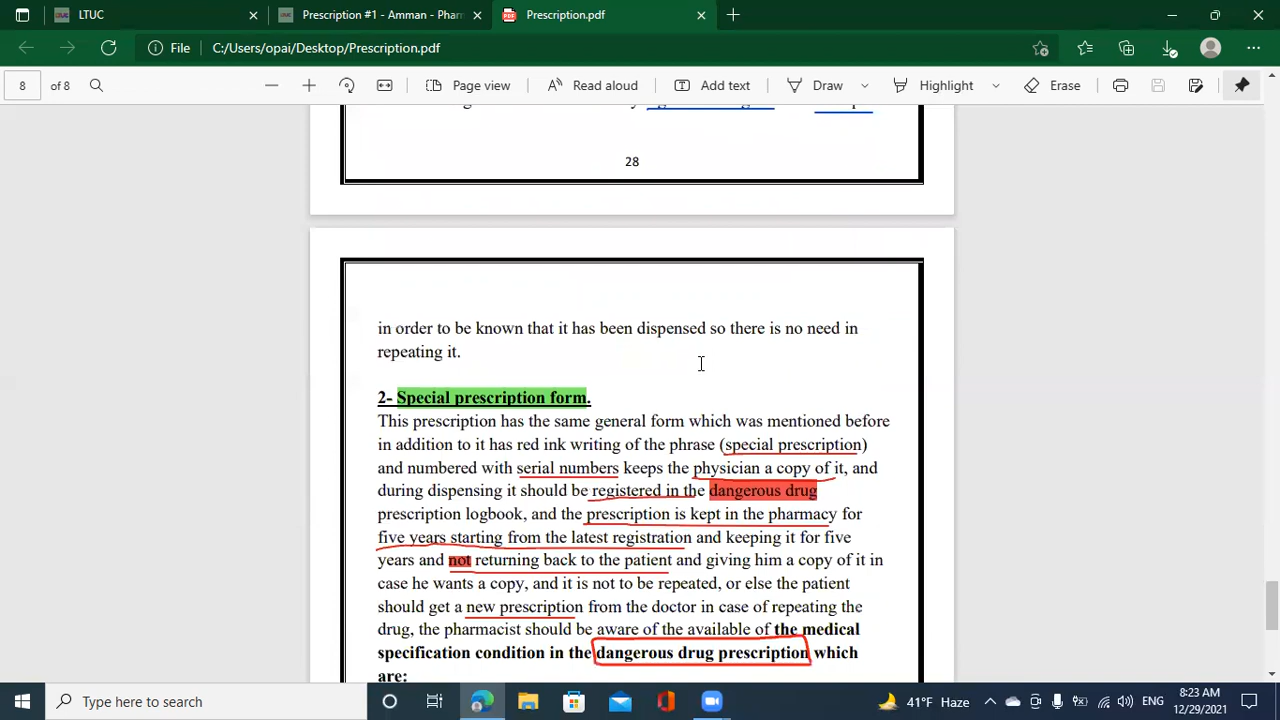 LTUC
Prescription #1 - Amman - Phar
Prescription.pdf
File
C:/Users/opai/Desktop/Prescription.pdf
8 of 8
Page view
Read aloud
Add text
Draw
Highlight
Erase
28
in order to be known that it has been dispensed so there is no need in
repeating it.
2- Special prescription form.
This prescription has the same general form which was mentioned before
in addition to it has red ink writing of the phrase (special prescription)
and numbered with serial numbers keeps the physician a copy of it, and
during dispensing it should be registered in the dangerous drug
prescription logbook, and the prescription is kept in the pharmacy for
five years starting from the latest registration and keeping it for five
years and not returning back to the patient and giving him a copy of it in
case he wants a copy, and it is not to be repeated, or else the patient
should get a new prescription from the doctor in case of repeating the
drug, the pharmacist should be aware of the available of the medical
specification condition in the dangerous drug prescription which
are:
Type here to search
41°F Haze
ENG
8:23 AM
12/29/2021